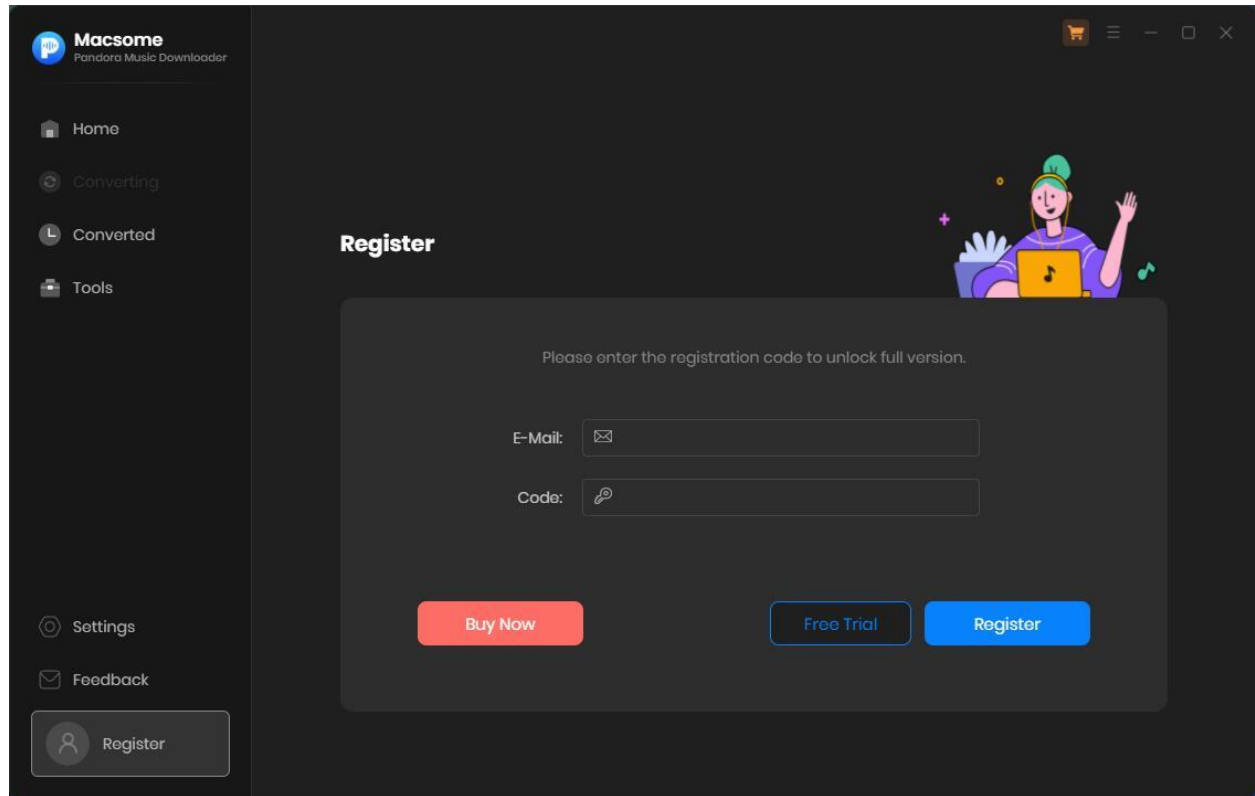 Macsome
Pandora Music Downloader
Home
Converting
Converted
Tools
Register
Please enter the registration code to unlock full version.
E-Mail:
Code:
Buy Now
Free Trial
Register
Settings
Feedback
Register